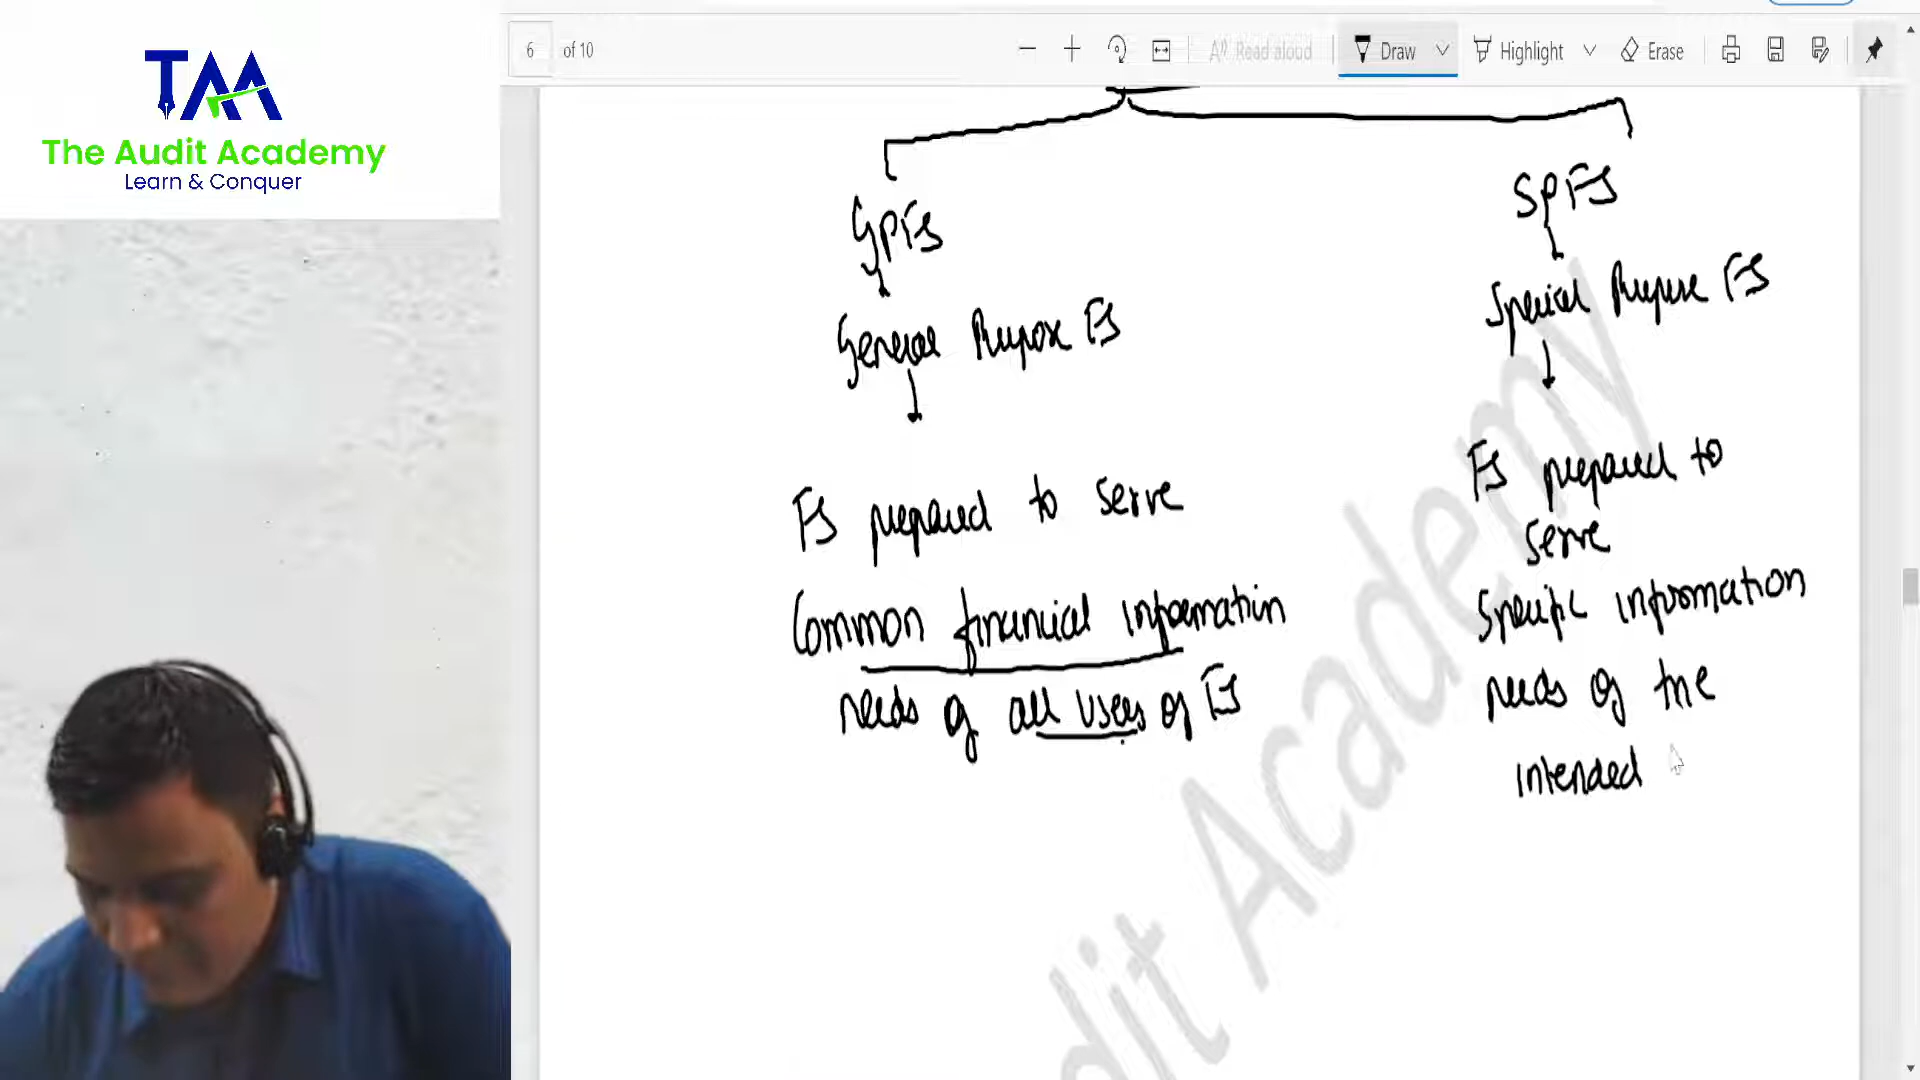 TAA
The Audit Academy
Learn & Conquer
6 of 10
Read aloud
Draw
Highlight
Erase
GPFS
General Purpose FS
FS prepared to serve
Common financial information
needs of all users of FS
SPFS
Special Purpose FS
FS prepared to
serve
Specific information
needs of the
intended
Audit Academy